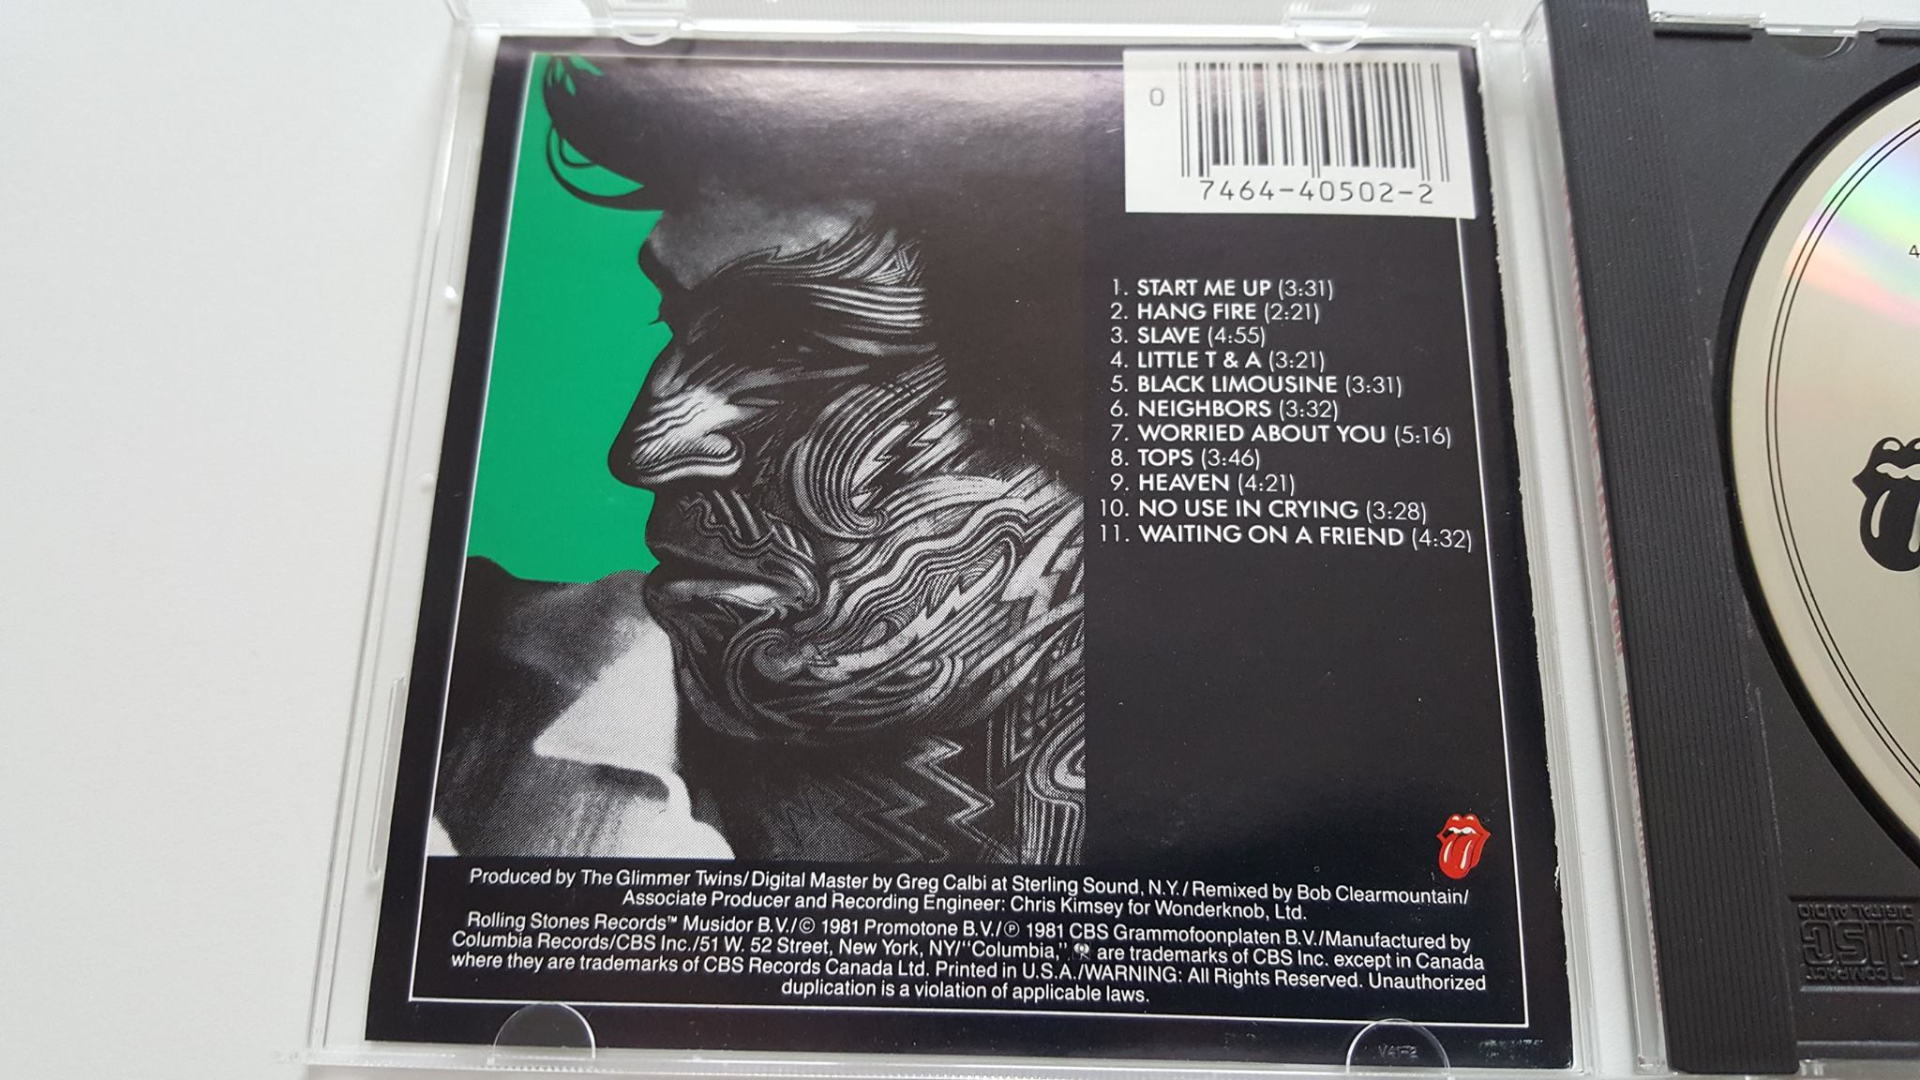 0
7464-40502-2
1. START ME UP (3:31)
2. HANG FIRE (2:21)
3. SLAVE (4:55)
4. LITTLE T & A (3:21)
5. BLACK LIMOUSINE (3:31)
6. NEIGHBORS (3:32)
7. WORRIED ABOUT YOU (5:16)
8. TOPS (3:46)
9. HEAVEN (4:21)
10. NO USE IN CRYING (3:28)
11. WAITING ON A FRIEND (4:32)
Produced by The Glimmer Twins/Digital Master by Greg Calbi at Sterling Sound, N.Y./Remixed by Bob Clearmountain/
Associate Producer and Recording Engineer: Chris Kimsey for Wonderknob, Ltd.
Rolling Stones Records™ Musidor B.V./© 1981 Promotone B.V./℗ 1981 CBS Grammofoonplaten B.V./Manufactured by
Columbia Records/CBS Inc./51 W. 52 Street, New York, NY/"Columbia," are trademarks of CBS Inc. except in Canada
where they are trademarks of CBS Records Canada Ltd. Printed in U.S.A./WARNING: All Rights Reserved. Unauthorized
duplication is a violation of applicable laws.
4
COMPACT
disc
DIGITAL AUDIO